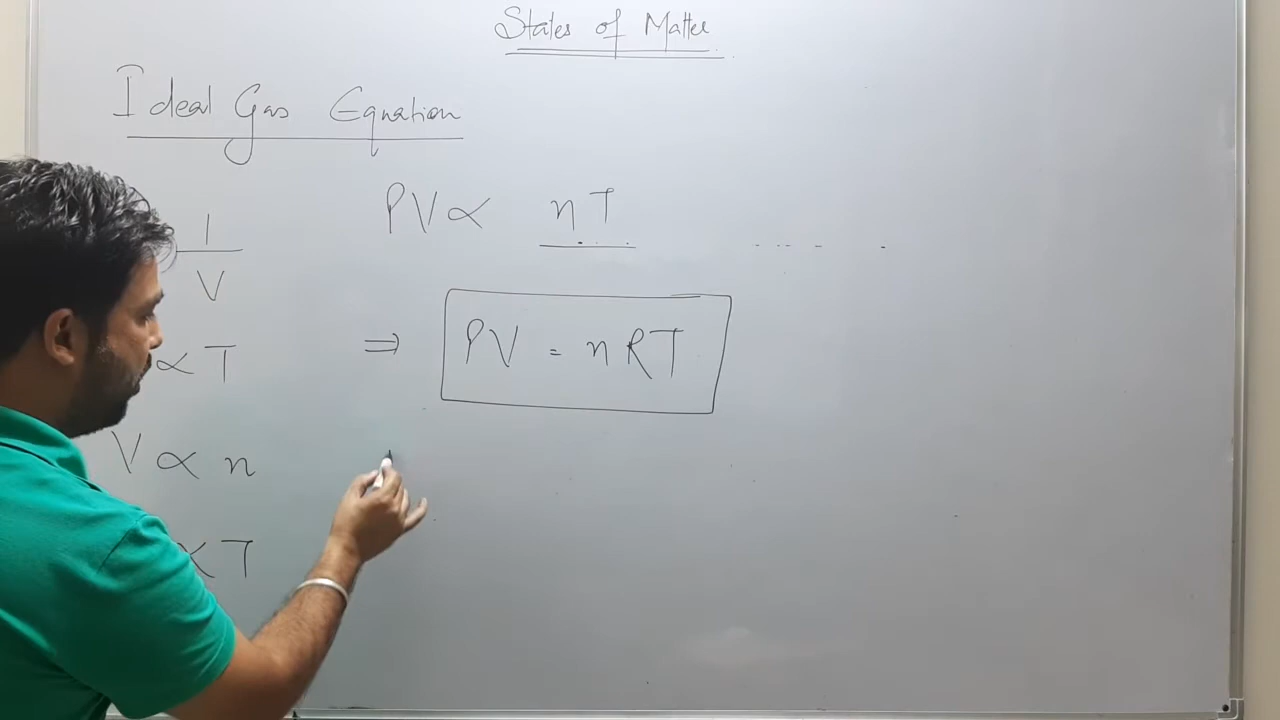 States of Matter
Ideal Gas Equation
1
V
∝ T
V ∝ n
∝ T
PV ∝ nT
⇒ PV = nRT